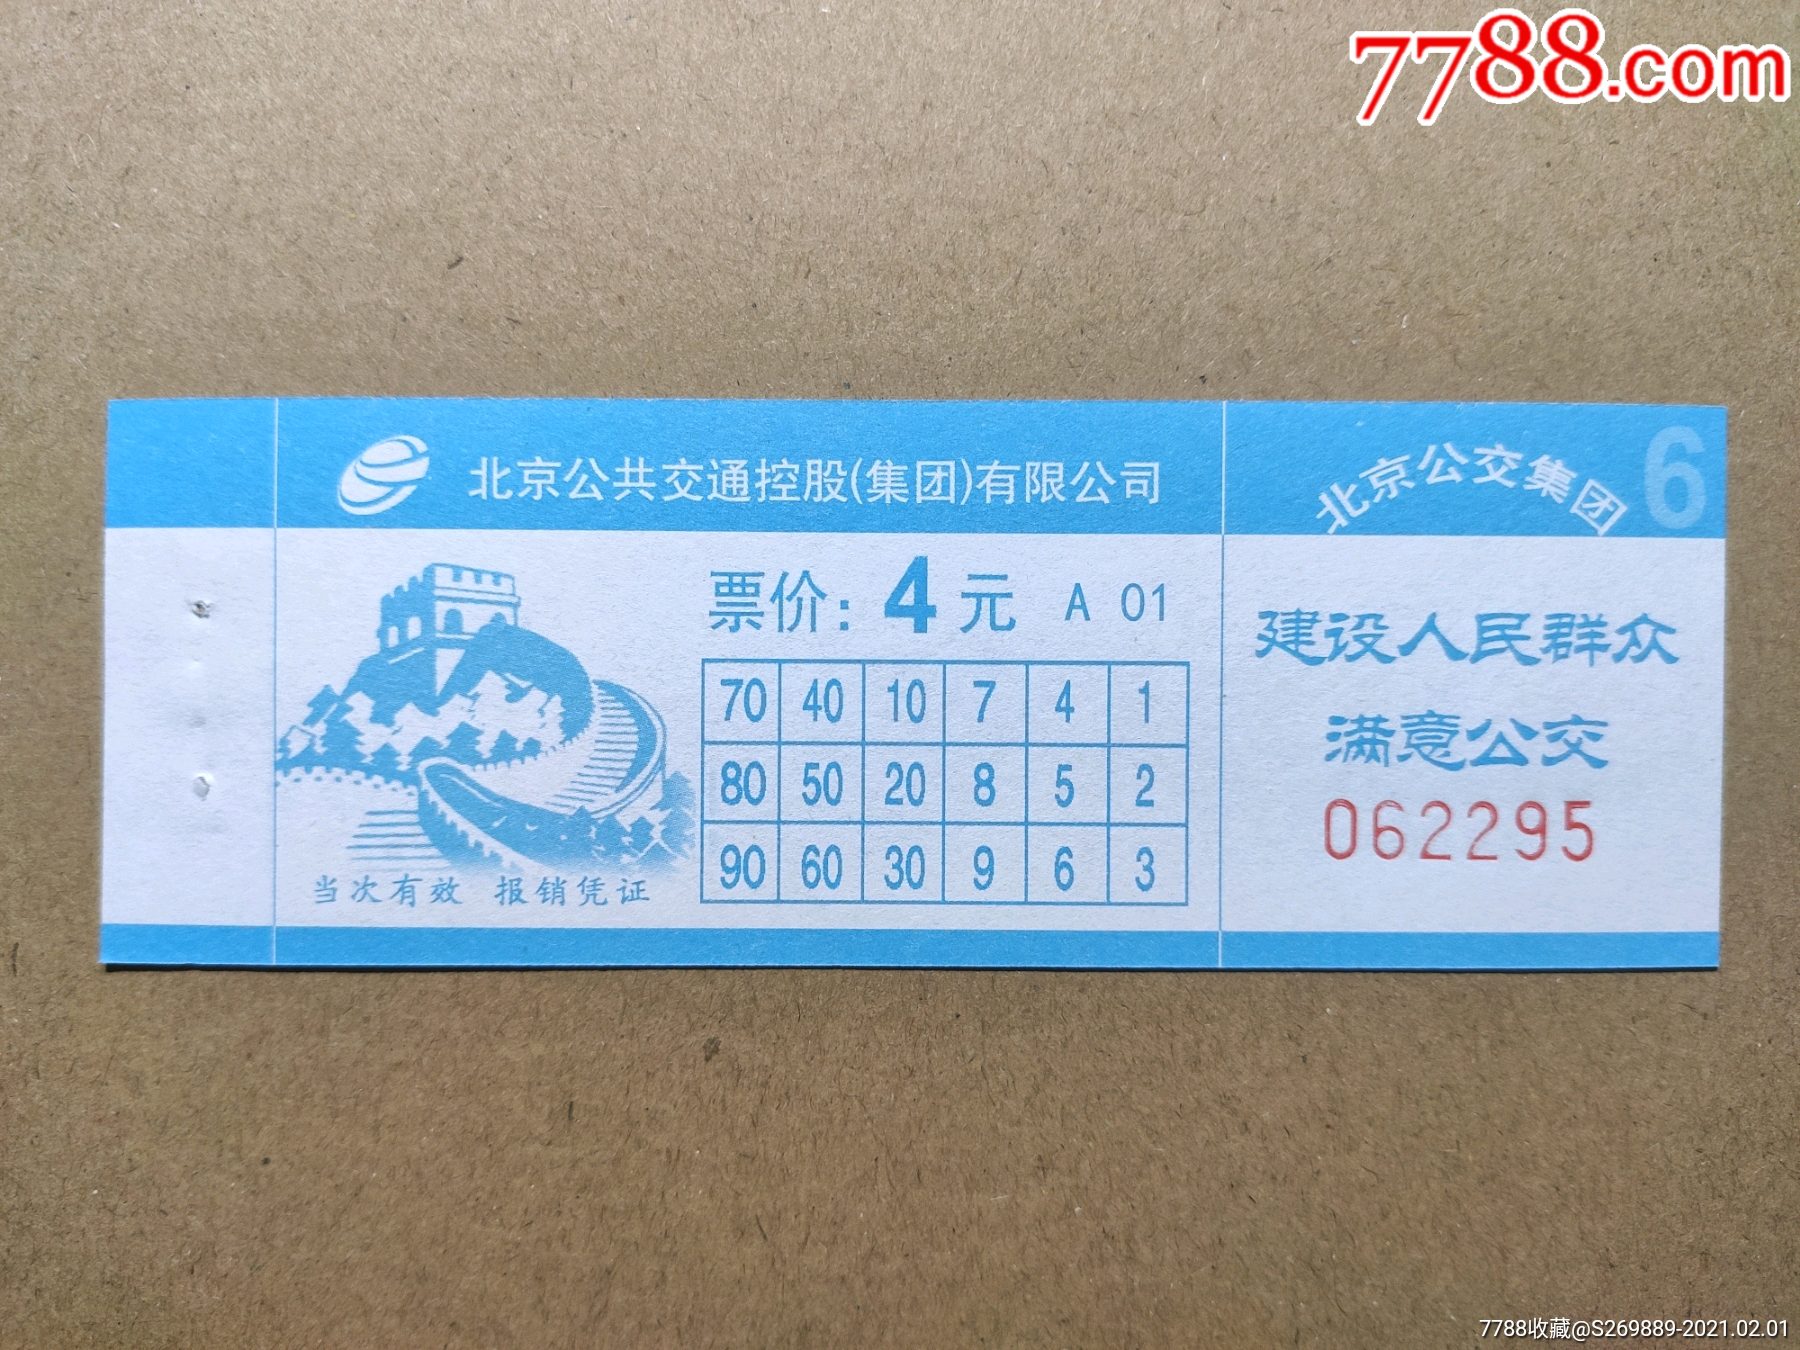 7788.com
北京公共交通控股(集团)有限公司
北京公交集团
6
票价: 4 元 A 01
70 40 10 7 4 1
80 50 20 8 5 2
90 60 30 9 6 3
当次有效 报销凭证
建设人民群众
满意公交
062295
7788收藏@S269889-2021.02.01